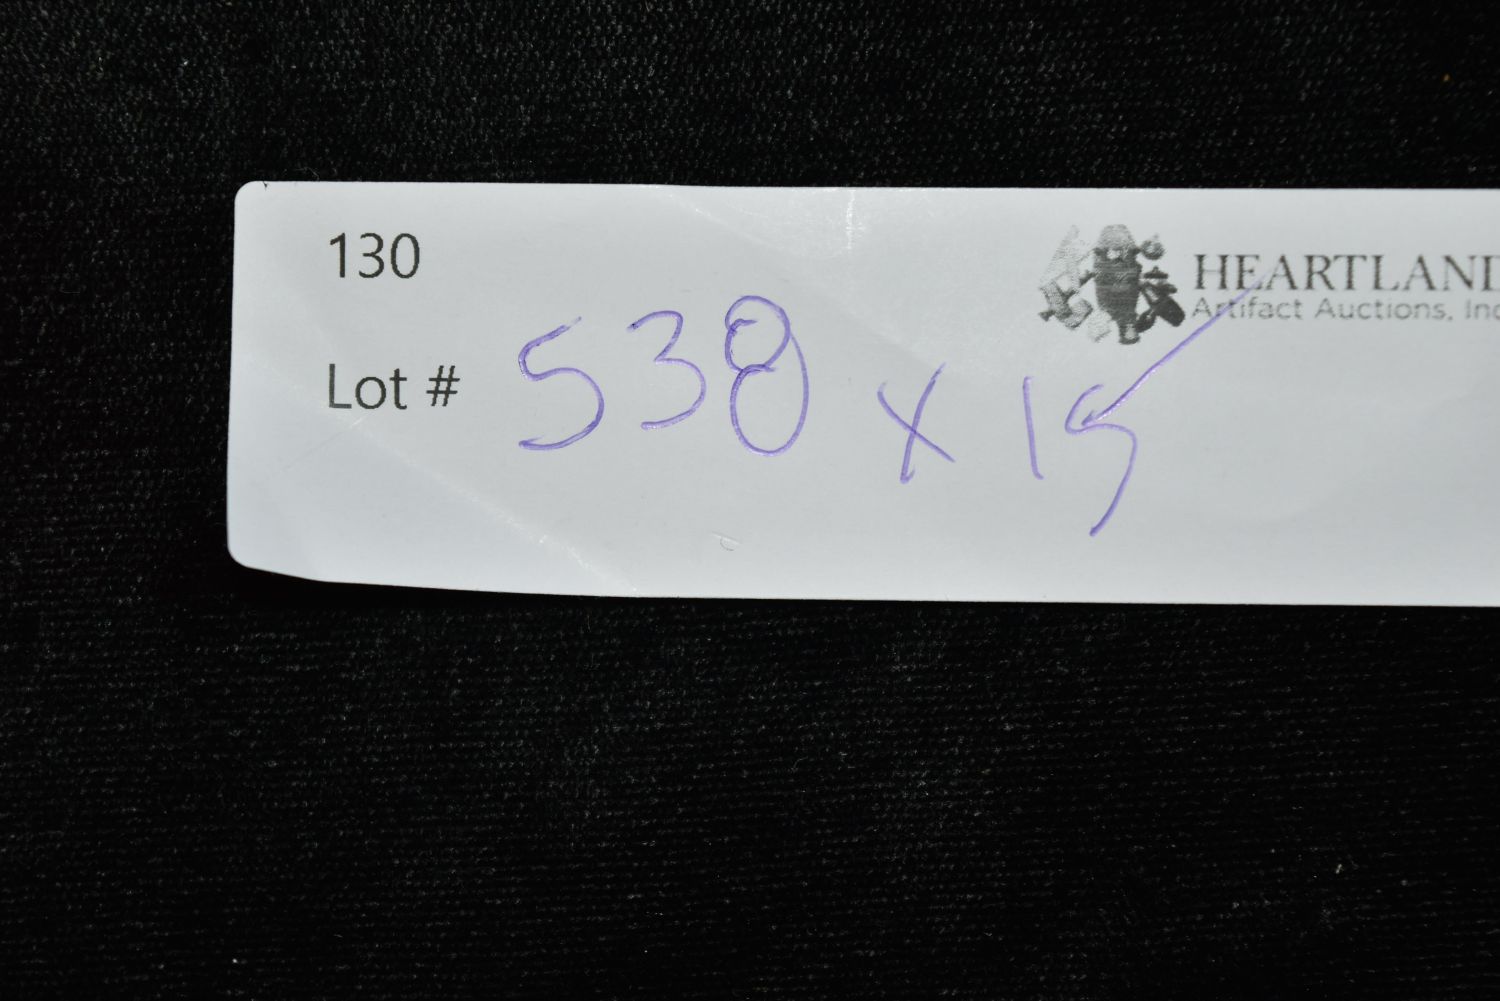 130
HEARTLAND
Artifact Auctions, Inc
Lot # 538 x 15